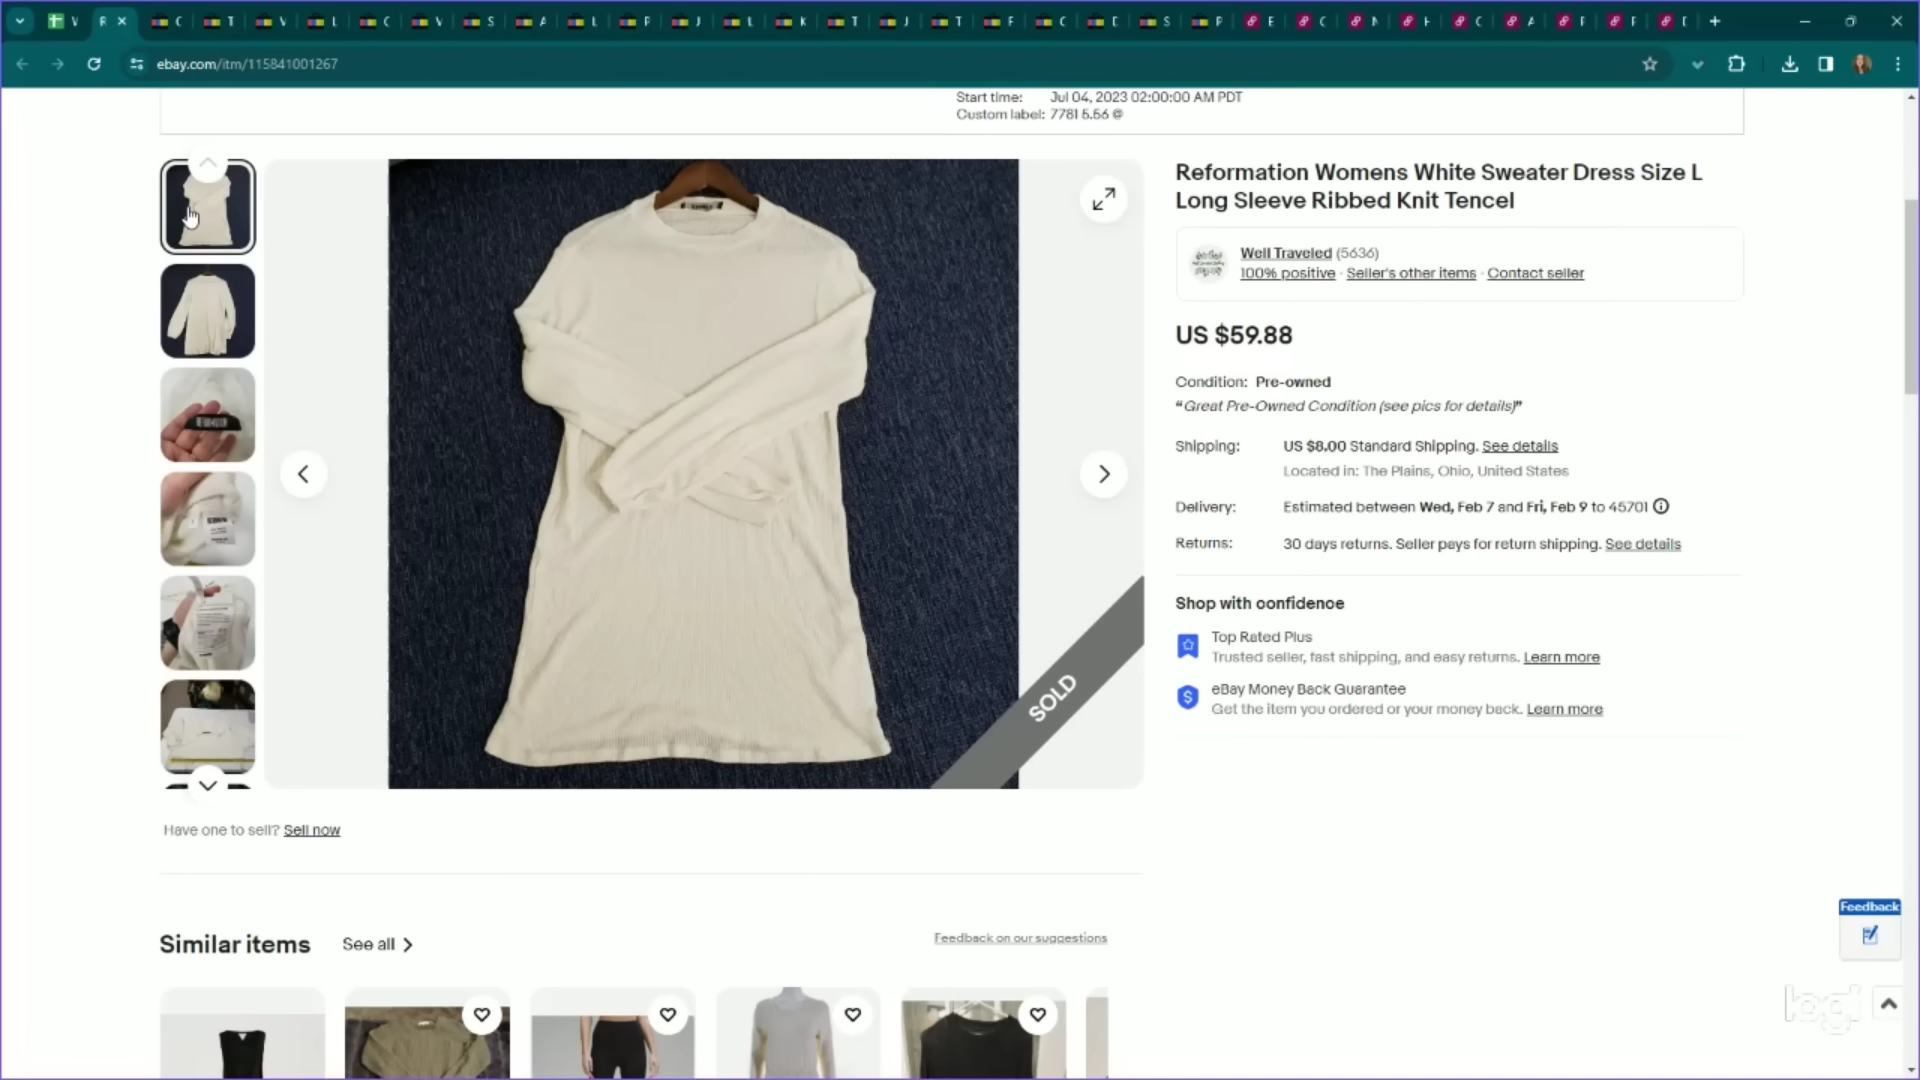 ebay.com/itm/115841001267
Start time: Jul 04, 2023 02:00:00 AM PDT
Custom label: 7781 5.56 @
Reformation Womens White Sweater Dress Size L
Long Sleeve Ribbed Knit Tencel
Well Traveled (5636)
100% positive · Seller's other items · Contact seller
US $59.88
Condition: Pre-owned
“Great Pre-Owned Condition (see pics for details)”
Shipping: US $8.00 Standard Shipping. See details
Located in: The Plains, Ohio, United States
Delivery: Estimated between Wed, Feb 7 and Fri, Feb 9 to 45701
Returns: 30 days returns. Seller pays for return shipping. See details
Shop with confidence
Top Rated Plus
Trusted seller, fast shipping, and easy returns. Learn more
eBay Money Back Guarantee
Get the item you ordered or your money back. Learn more
SOLD
Have one to sell? Sell now
Similar items See all
Feedback on our suggestions
Feedback
logi